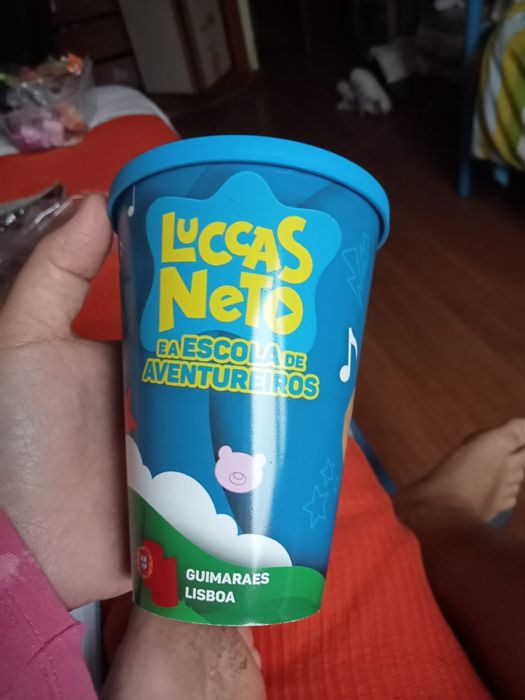 LUCCAS
NETO
E A ESCOLA DE
AVENTUREIROS
GUIMARAES
LISBOA